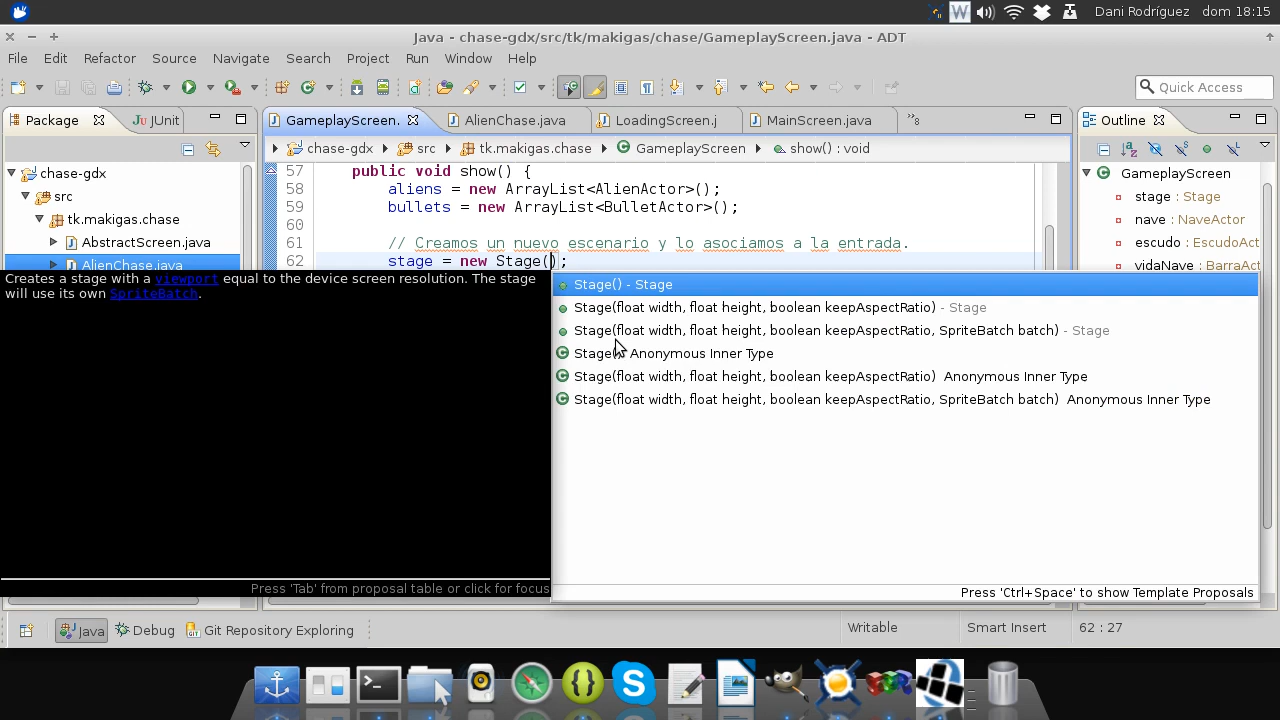 Dani Rodríguez dom 18:15
Java - chase-gdx/src/tk/makigas/chase/GameplayScreen.java - ADT
File Edit Refactor Source Navigate Search Project Run Window Help
Quick Access
Package JUnit GameplayScreen. AlienChase.java LoadingScreen.j MainScreen.java Outline
chase-gdx src tk.makigas.chase GameplayScreen show() : void
chase-gdx
src
tk.makigas.chase
AbstractScreen.java
AlienChase.java
57 public void show() {
58 aliens = new ArrayList<AlienActor>();
59 bullets = new ArrayList<BulletActor>();
60
61 // Creamos un nuevo escenario y lo asociamos a la entrada.
62 stage = new Stage();
GameplayScreen
stage : Stage
nave : NaveActor
escudo : EscudoAct
vidaNave : BarraAct
Creates a stage with a viewport equal to the device screen resolution. The stage
will use its own SpriteBatch.
Press 'Tab' from proposal table or click for focus
Stage() - Stage
Stage(float width, float height, boolean keepAspectRatio) - Stage
Stage(float width, float height, boolean keepAspectRatio, SpriteBatch batch) - Stage
Stage() Anonymous Inner Type
Stage(float width, float height, boolean keepAspectRatio) Anonymous Inner Type
Stage(float width, float height, boolean keepAspectRatio, SpriteBatch batch) Anonymous Inner Type
Press 'Ctrl+Space' to show Template Proposals
Java Debug Git Repository Exploring Writable Smart Insert 62 : 27